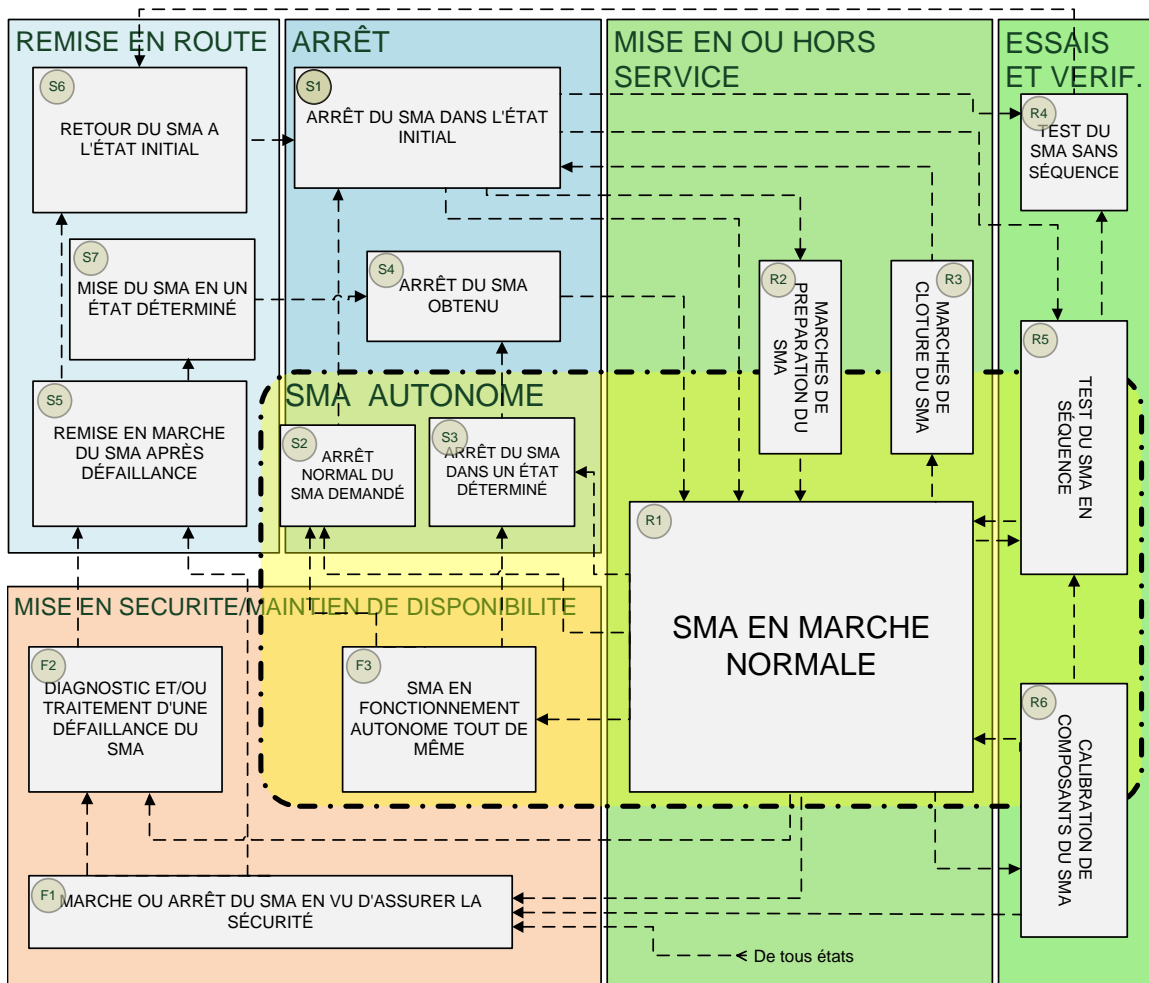 REMISE EN ROUTE
S6
RETOUR DU SMA A
L'ÉTAT INITIAL
S7
MISE DU SMA EN UN
ÉTAT DÉTERMINÉ
S5
REMISE EN MARCHE
DU SMA APRÈS
DÉFAILLANCE
ARRÊT
S1
ARRÊT DU SMA DANS L'ÉTAT
INITIAL
S4
ARRÊT DU SMA
OBTENU
SMA AUTONOME
S2
ARRÊT
NORMAL DU
SMA DEMANDÉ
S3
ARRÊT DU SMA
DANS UN ÉTAT
DÉTERMINÉ
MISE EN OU HORS
SERVICE
R2
MARCHES DE
PREPARATION DU
SMA
R3
MARCHES DE
CLOTURE DU SMA
R1
SMA EN MARCHE
NORMALE
ESSAIS
ET VERIF.
R4
TEST DU
SMA SANS
SÉQUENCE
R5
TEST DU SMA EN
SÉQUENCE
R6
CALIBRATION DE
COMPOSANTS DU SMA
MISE EN SECURITE/MAINTIEN DE DISPONIBILITE
F2
DIAGNOSTIC ET/OU
TRAITEMENT D'UNE
DÉFAILLANCE DU
SMA
F3
SMA EN
FONCTIONNEMENT
AUTONOME TOUT DE
MÊME
F1
MARCHE OU ARRÊT DU SMA EN VU D'ASSURER LA
SÉCURITÉ
De tous états